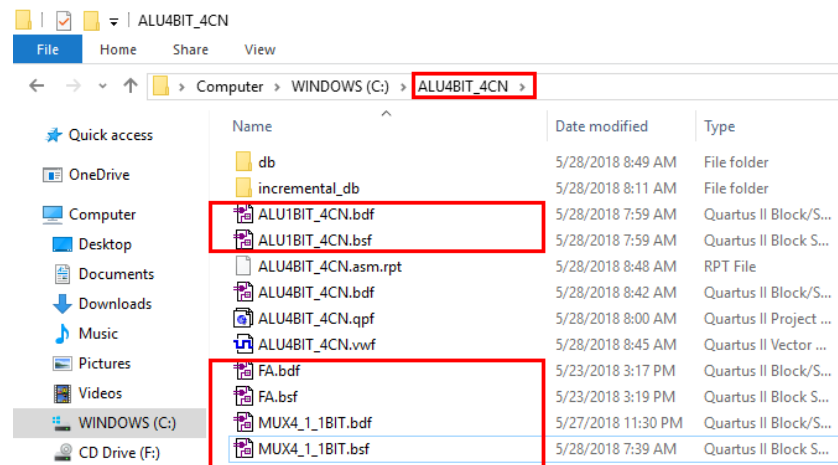 ALU4BIT_4CN
File Home Share View
Computer WINDOWS (C:) ALU4BIT_4CN
Name Date modified Type
Quick access
OneDrive
Computer
Desktop
Documents
Downloads
Music
Pictures
Videos
WINDOWS (C:)
CD Drive (F:)
db 5/28/2018 8:49 AM File folder
incremental_db 5/28/2018 8:11 AM File folder
ALU1BIT_4CN.bdf 5/28/2018 7:59 AM Quartus II Block/S...
ALU1BIT_4CN.bsf 5/28/2018 7:59 AM Quartus II Block S...
ALU4BIT_4CN.asm.rpt 5/28/2018 8:48 AM RPT File
ALU4BIT_4CN.bdf 5/28/2018 8:42 AM Quartus II Block/S...
ALU4BIT_4CN.qpf 5/28/2018 8:00 AM Quartus II Project ...
ALU4BIT_4CN.vwf 5/28/2018 8:45 AM Quartus II Vector ...
FA.bdf 5/23/2018 3:17 PM Quartus II Block/S...
FA.bsf 5/23/2018 3:19 PM Quartus II Block S...
MUX4_1_1BIT.bdf 5/27/2018 11:30 PM Quartus II Block/S...
MUX4_1_1BIT.bsf 5/28/2018 7:39 AM Quartus II Block S...